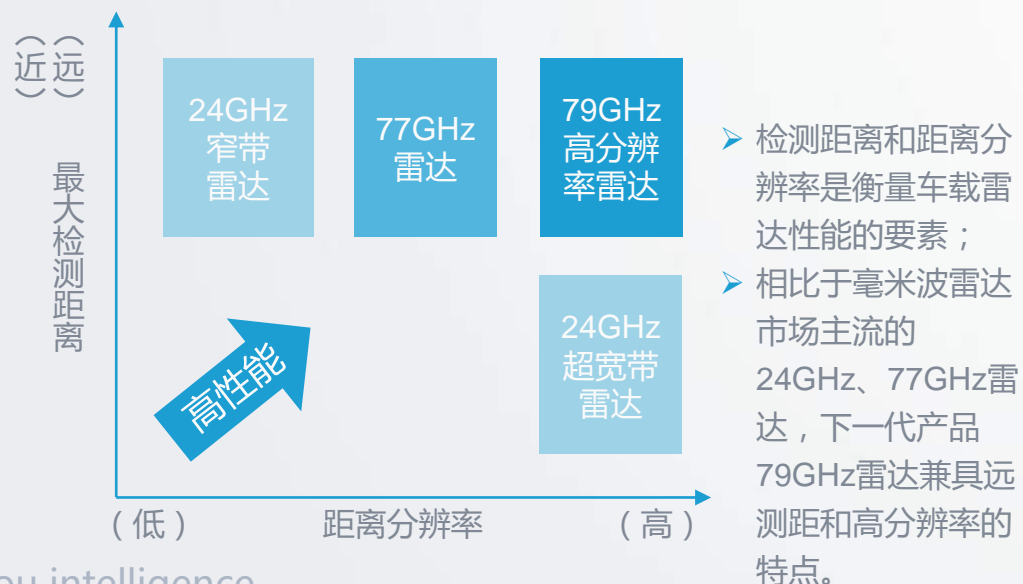 （近）
（远）
最大检测距离
24GHz
窄带
雷达
77GHz
雷达
79GHz
高分辨
率雷达
24GHz
超宽带
雷达
高性能
（低）
距离分辨率
（高）
➢ 检测距离和距离分
辨率是衡量车载雷
达性能的要素；
➢ 相比于毫米波雷达
市场主流的
24GHz、77GHz雷
达，下一代产品
79GHz雷达兼具远
测距和高分辨率的
特点。
intelligence